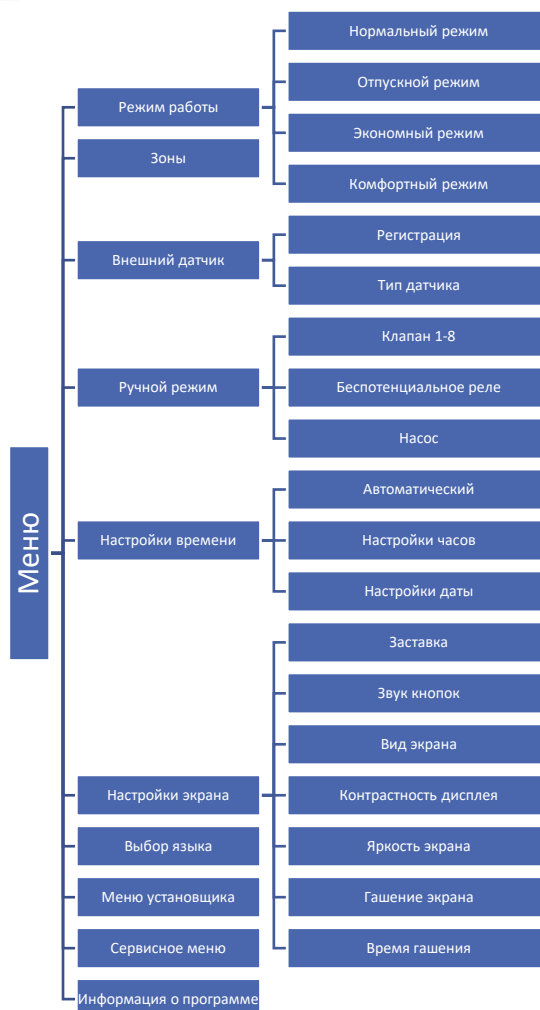 Меню
Режим работы
Нормальный режим
Отпускной режим
Экономный режим
Комфортный режим
Зоны
Внешний датчик
Регистрация
Тип датчика
Ручной режим
Клапан 1-8
Беспотенциальное реле
Насос
Настройки времени
Автоматический
Настройки часов
Настройки даты
Настройки экрана
Заставка
Звук кнопок
Вид экрана
Контрастность дисплея
Яркость экрана
Гашение экрана
Время гашения
Выбор языка
Меню установщика
Сервисное меню
Информация о программе